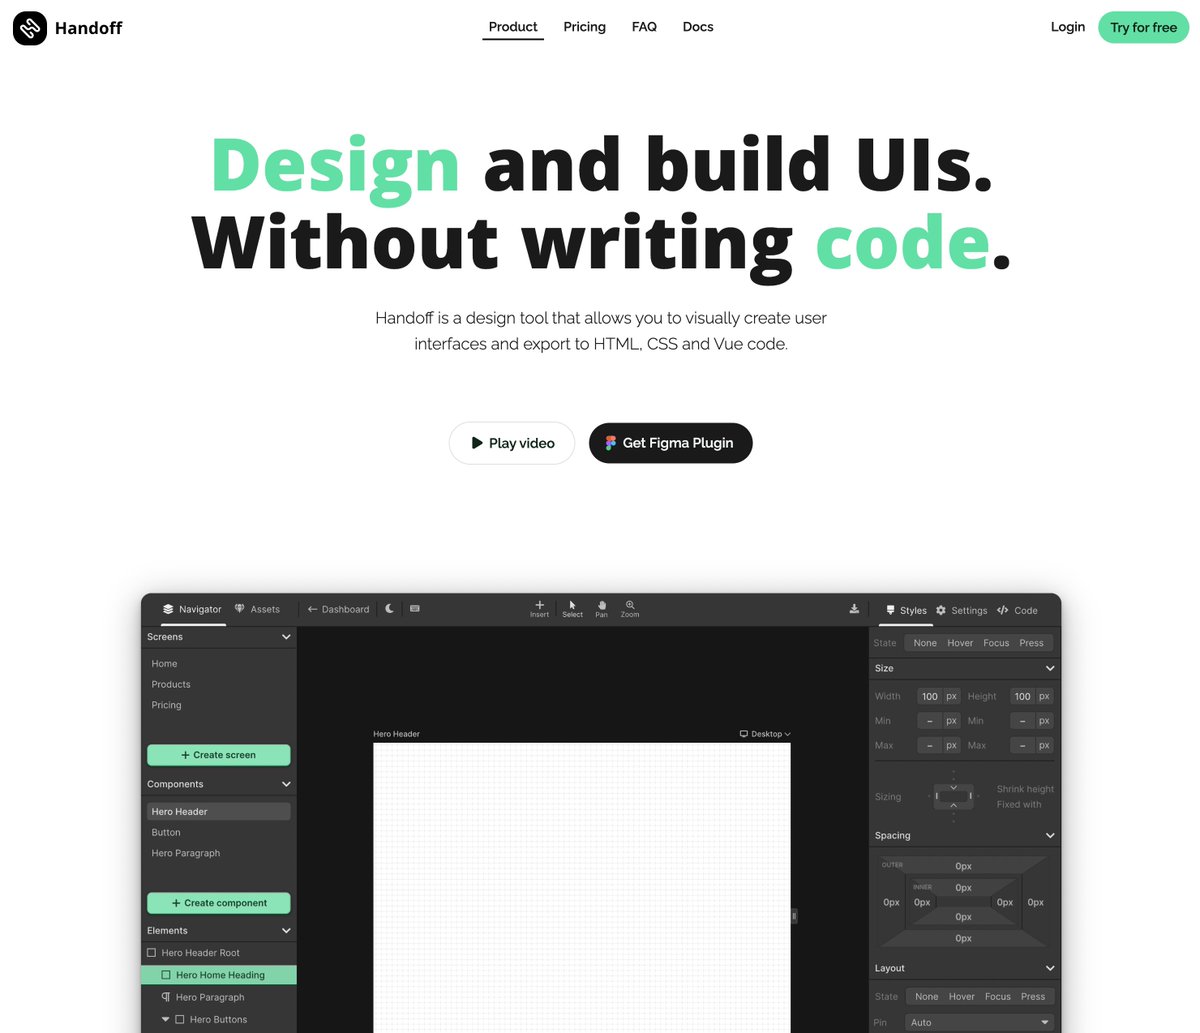 Handoff
Product Pricing FAQ Docs
Login
Try for free
Design and build UIs.
Without writing code.
Handoff is a design tool that allows you to visually create user
interfaces and export to HTML, CSS and Vue code.
Play video
Get Figma Plugin
Navigator
Assets
Dashboard
Insert
Select
Pan
Zoom
Styles
Settings
Code
Screens
Home
Products
Pricing
Create screen
Components
Hero Header
Button
Hero Paragraph
Create component
Elements
Hero Header Root
Hero Home Heading
Hero Paragraph
Hero Buttons
Hero Header
Desktop
State None Hover Focus Press
Size
Width 100 px Height 100 px
Min – px Min – px
Max – px Max – px
Sizing
Shrink height
Fixed with
Spacing
OUTER
0px
INNER
0px
0px 0px 0px 0px
0px
0px
Layout
State None Hover Focus Press
Pin Auto